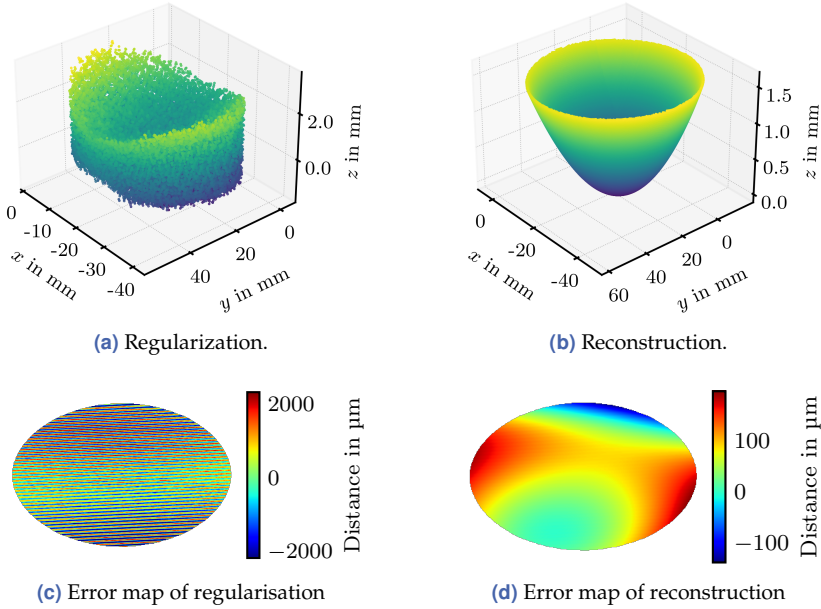 2.0
0.0
z in mm
0
-10
-20
-30
-40
x in mm
40
20
0
y in mm
(a) Regularization.
1.5
1.0
0.5
0.0
z in mm
0
-20
-40
x in mm
60
40
20
0
y in mm
(b) Reconstruction.
2000
0
−2000
Distance in µm
(c) Error map of regularisation
100
0
−100
Distance in µm
(d) Error map of reconstruction